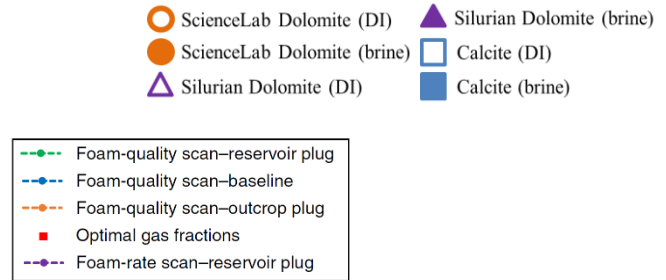 ScienceLab Dolomite (DI) Silurian Dolomite (brine)
ScienceLab Dolomite (brine) Calcite (DI)
Silurian Dolomite (DI) Calcite (brine)
Foam-quality scan–reservoir plug
Foam-quality scan–baseline
Foam-quality scan–outcrop plug
Optimal gas fractions
Foam-rate scan–reservoir plug